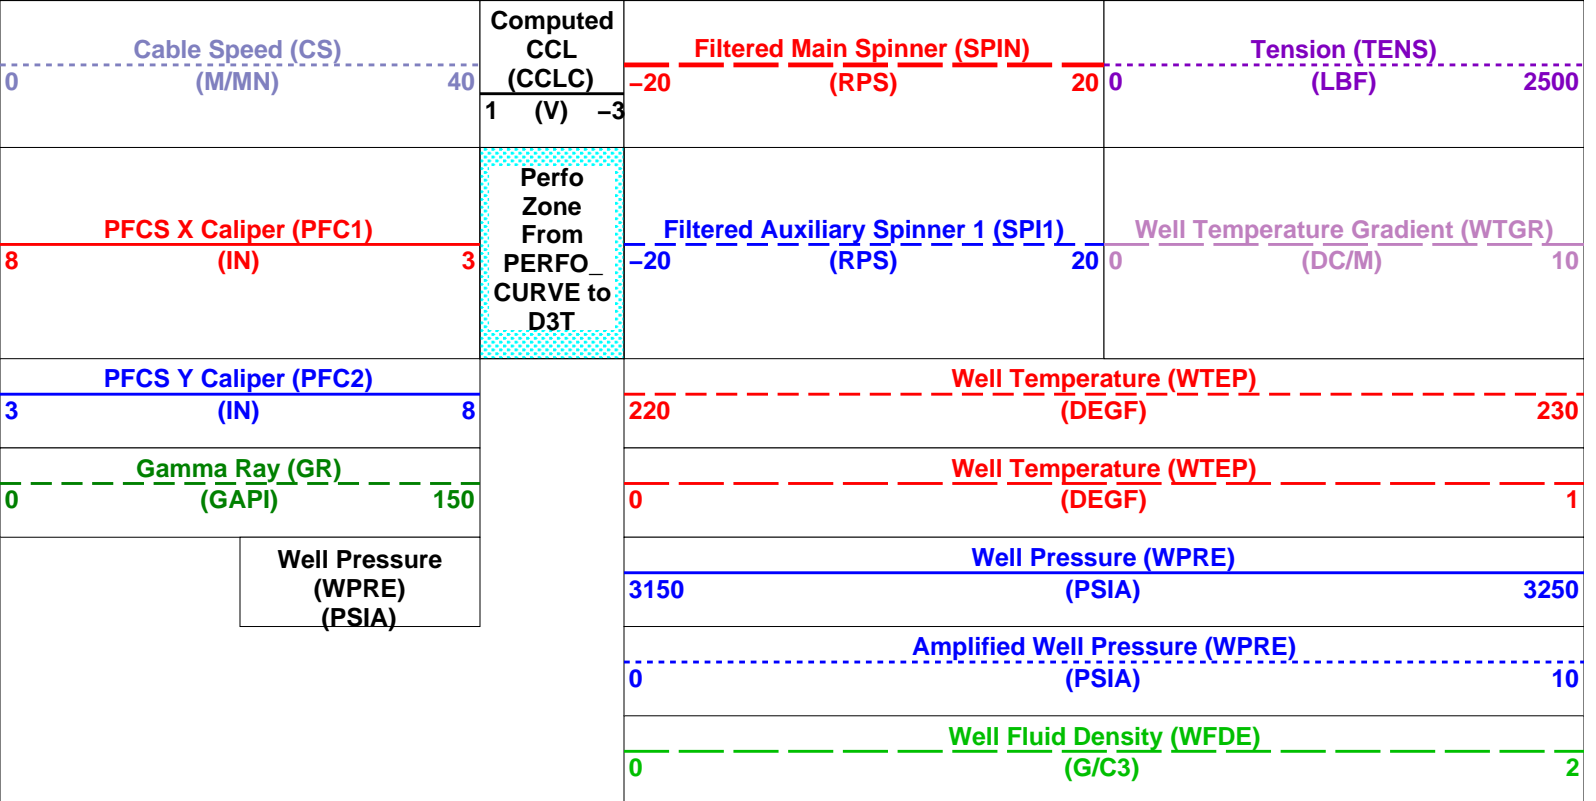 Cable Speed (CS)
0 (M/MN) 40
Computed
CCL
(CCLC)
1 (V) −3
Filtered Main Spinner (SPIN)
−20 (RPS) 20
Tension (TENS)
0 (LBF) 2500
PFCS X Caliper (PFC1)
8 (IN) 3
Perfo
Zone
From
PERFO_
CURVE to
D3T
Filtered Auxiliary Spinner 1 (SPI1)
−20 (RPS) 20
Well Temperature Gradient (WTGR)
0 (DC/M) 10
PFCS Y Caliper (PFC2)
3 (IN) 8
Well Temperature (WTEP)
220 (DEGF) 230
Gamma Ray (GR)
0 (GAPI) 150
Well Temperature (WTEP)
0 (DEGF) 1
Well Pressure
(WPRE)
(PSIA)
Well Pressure (WPRE)
3150 (PSIA) 3250
Amplified Well Pressure (WPRE)
0 (PSIA) 10
Well Fluid Density (WFDE)
0 (G/C3) 2